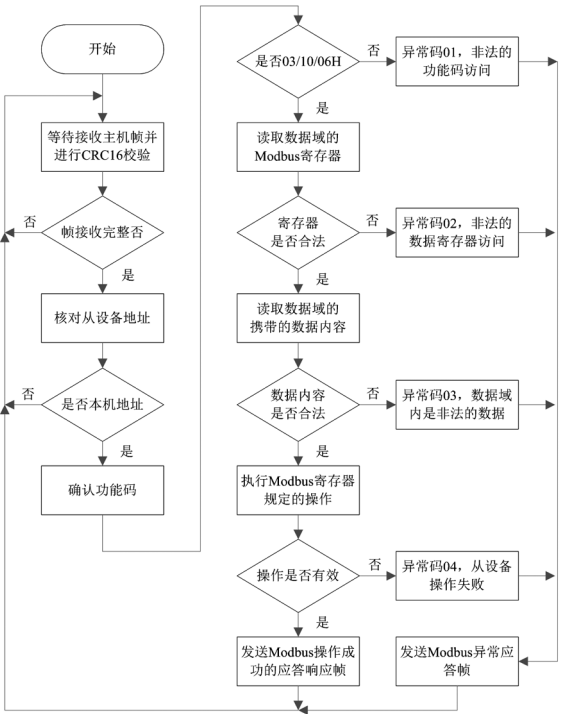 开始
等待接收主机帧并
进行CRC16校验
帧接收完整否
否
是
核对从设备地址
是否本机地址
否
是
确认功能码
是否03/10/06H
否
异常码01，非法的
功能码访问
是
读取数据域的
Modbus寄存器
寄存器
是否合法
否
异常码02，非法的
数据寄存器访问
是
读取数据域的
携带的数据内容
数据内容
是否合法
否
异常码03，数据域
内是非法的数据
是
执行Modbus寄存器
规定的操作
操作是否有效
否
异常码04，从设备
操作失败
是
发送Modbus操作成
功的应答响应帧
发送Modbus异常应
答帧